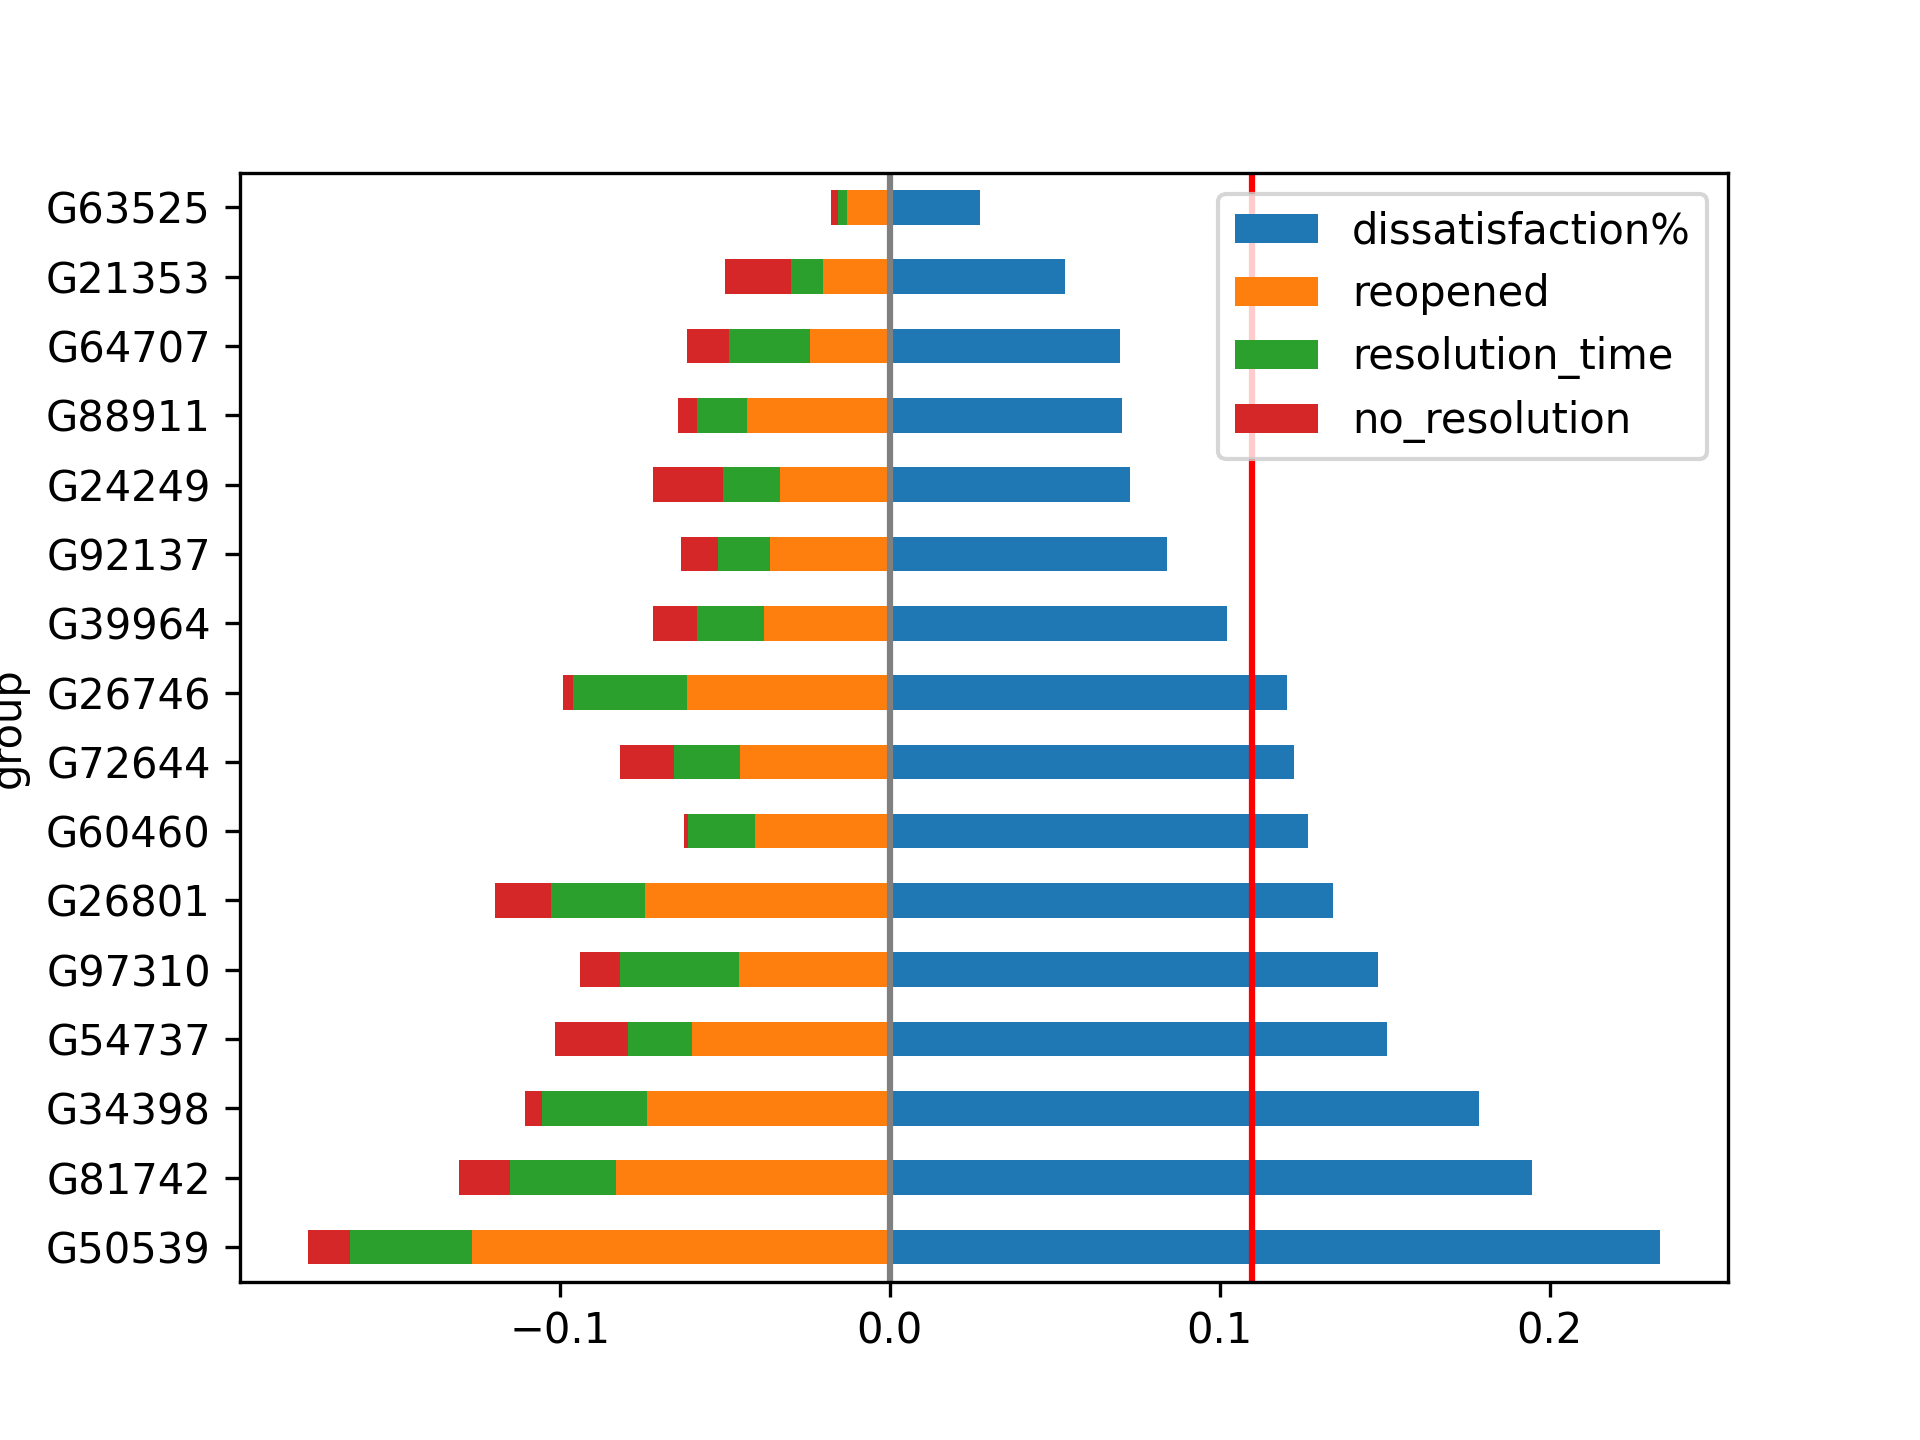 G63525
G21353
G64707
G88911
G24249
G92137
G39964
G26746
G72644
G60460
G26801
G97310
G54737
G34398
G81742
G50539
group
−0.1 0.0 0.1 0.2
dissatisfaction%
reopened
resolution_time
no_resolution